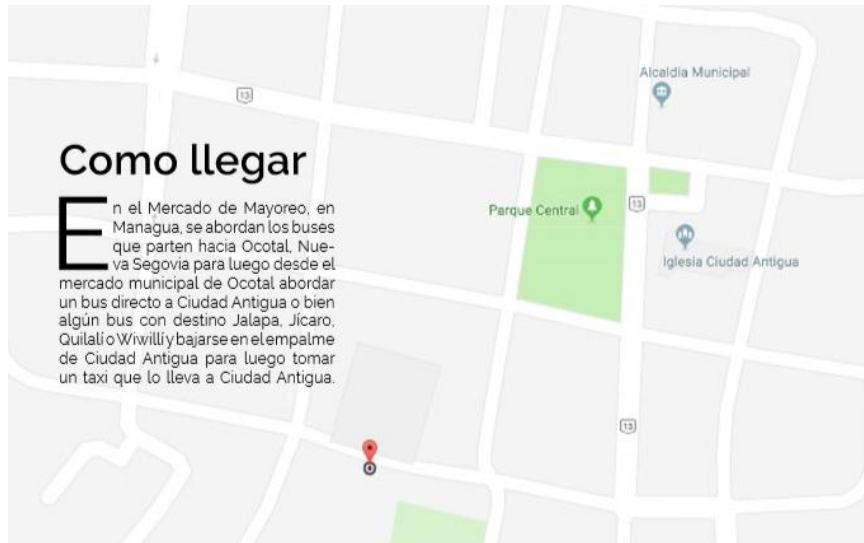 Alcaldía Municipal
13
Como llegar
En el Mercado de Mayoreo, en
Managua, se abordan los buses
que parten hacia Ocotal, Nue-
va Segovia para luego desde el
mercado municipal de Ocotal abordar
un bus directo a Ciudad Antigua o bien
algún bus con destino Jalapa, Jícaro,
Quilalí o Wiwillí y bajarse en el empalme
de Ciudad Antigua para luego tomar
un taxi que lo lleva a Ciudad Antigua.
Parque Central
13
Iglesia Ciudad Antigua
13